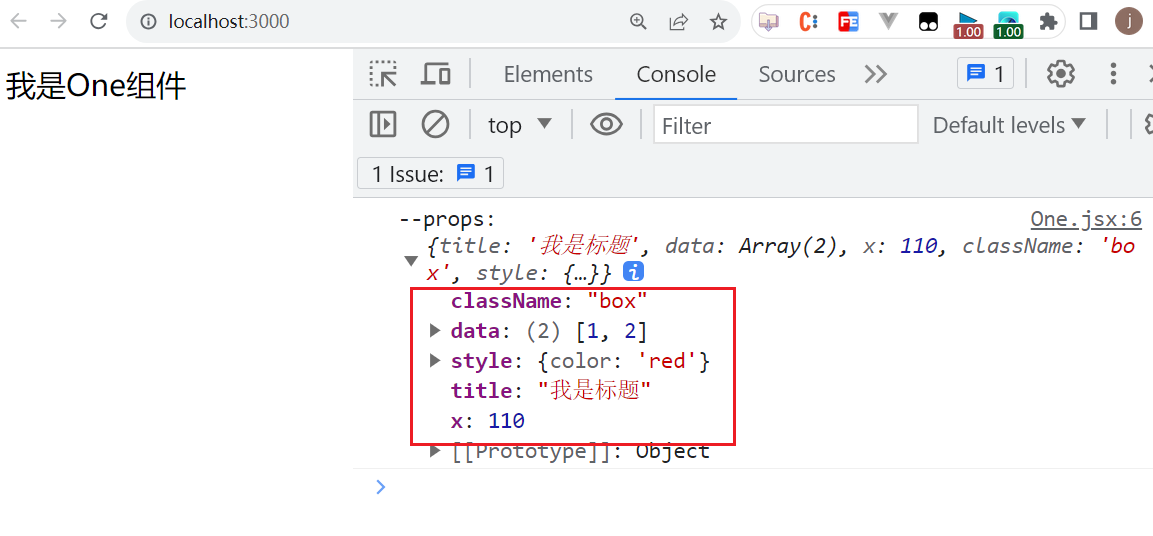 localhost:3000
1.00
1.00
j
我是One组件
Elements
Console
Sources
1
top
Filter
Default levels
1 Issue:
1
--props:
One.jsx:6
{title: '我是标题', data: Array(2), x: 110, className: 'bo
x', style: {…}}
className: "box"
data: (2) [1, 2]
style: {color: 'red'}
title: "我是标题"
x: 110
[[Prototype]]: Object